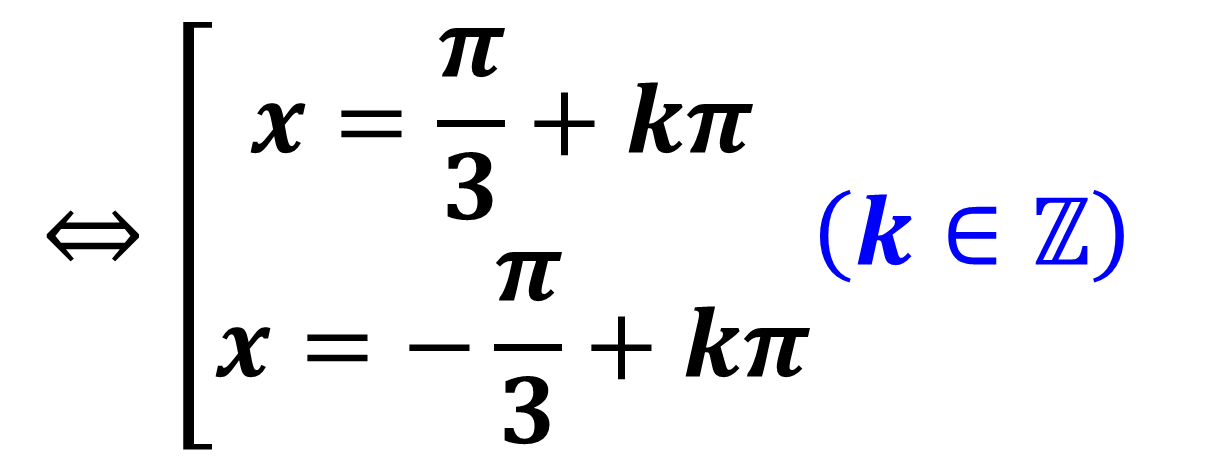 ⇔ [ x = π/3 + kπ
x = −π/3 + kπ (k ∈ ℤ)